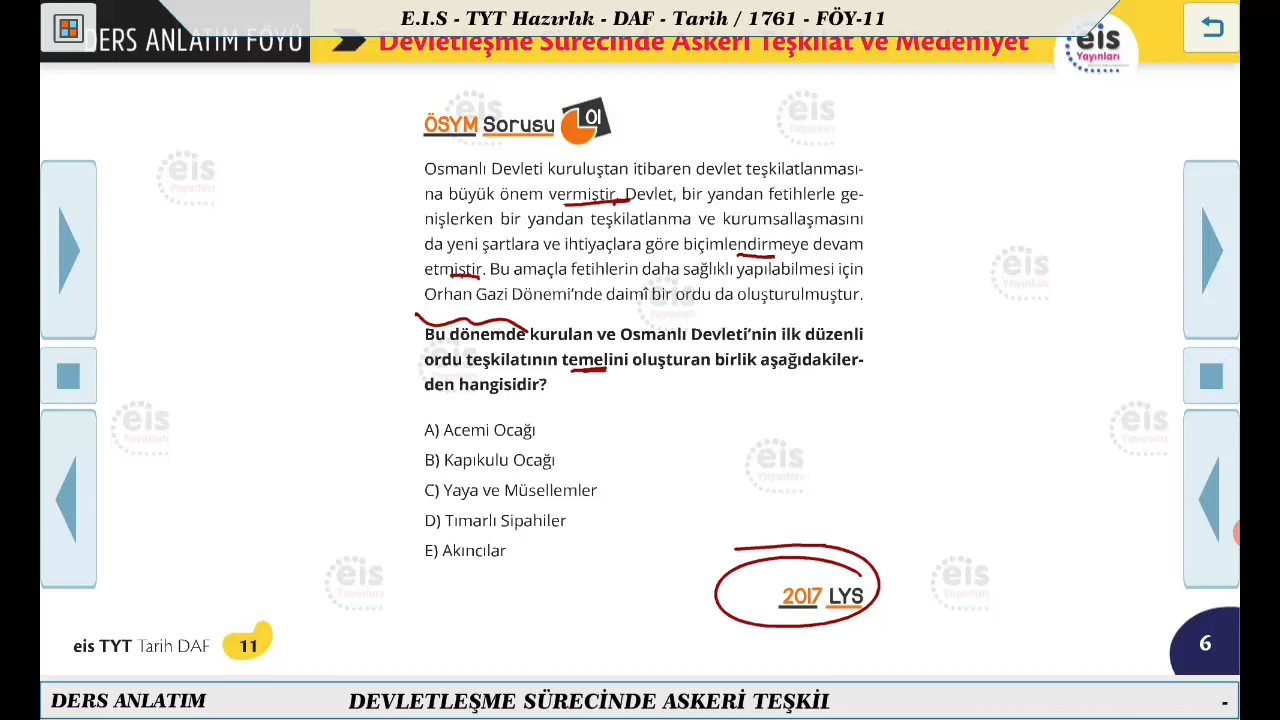 E.I.S - TYT Hazırlık - DAF - Tarih / 1761 - FÖY-11
DERS ANLATIM FÖYÜ
Devletleşme Sürecinde Askeri Teşkilat ve Medeniyet
eis
Yayınları
ÖSYM Sorusu 01
Osmanlı Devleti kuruluştan itibaren devlet teşkilatlanması-
na büyük önem vermiştir. Devlet, bir yandan fetihlerle ge-
nişlerken bir yandan teşkilatlanma ve kurumsallaşmasını
da yeni şartlara ve ihtiyaçlara göre biçimlendirmeye devam
etmiştir. Bu amaçla fetihlerin daha sağlıklı yapılabilmesi için
Orhan Gazi Dönemi’nde daimî bir ordu da oluşturulmuştur.
Bu dönemde kurulan ve Osmanlı Devleti’nin ilk düzenli
ordu teşkilatının temelini oluşturan birlik aşağıdakiler-
den hangisidir?
A) Acemi Ocağı
B) Kapıkulu Ocağı
C) Yaya ve Müsellemler
D) Tımarlı Sipahiler
E) Akıncılar
2017 LYS
eis TYT Tarih DAF 11
6
DERS ANLATIM DEVLETLEŞME SÜRECİNDE ASKERİ TEŞKİI -